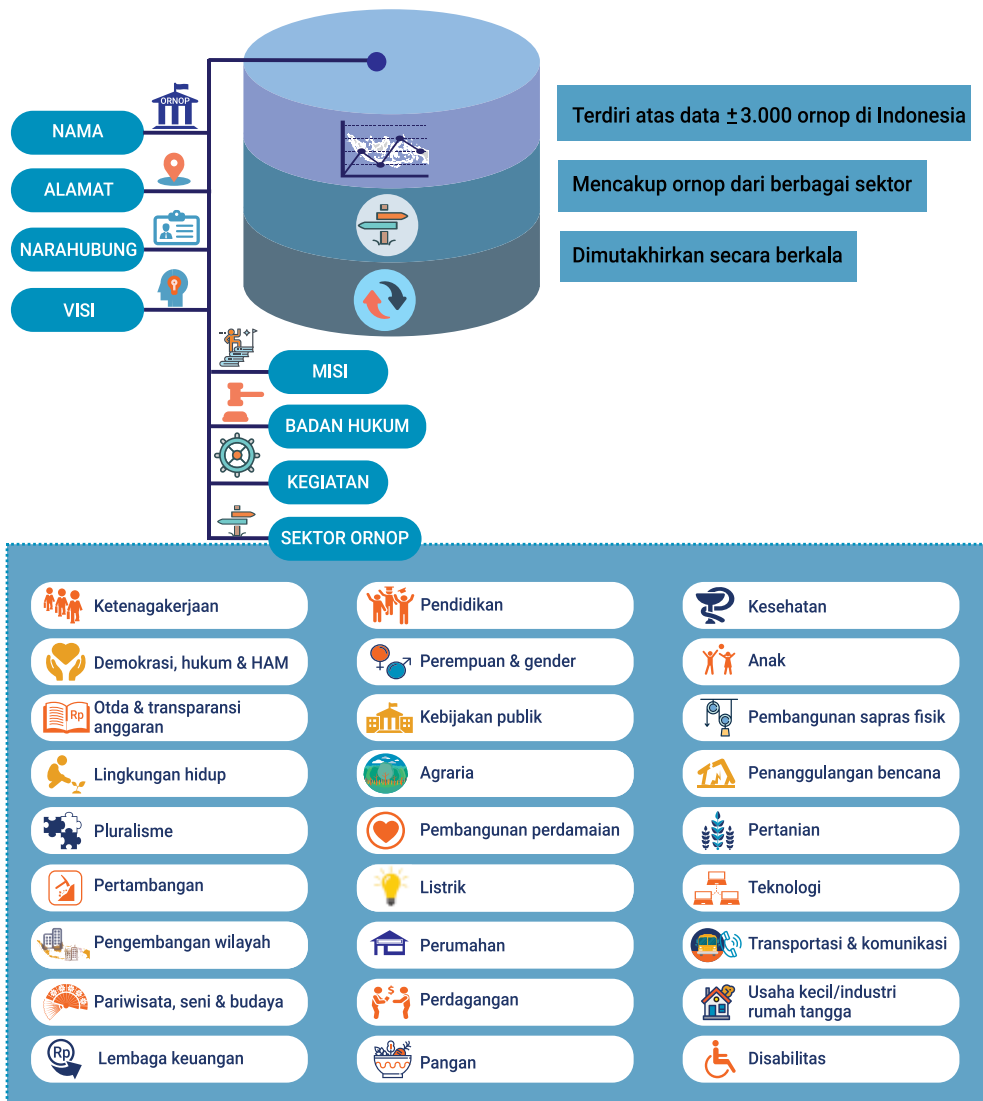 ORNOP
NAMA
ALAMAT
NARAHUBUNG
VISI
Terdiri atas data ±3.000 ornop di Indonesia
Mencakup ornop dari berbagai sektor
Dimutakhirkan secara berkala
MISI
BADAN HUKUM
KEGIATAN
SEKTOR ORNOP
Ketenagakerjaan
Demokrasi, hukum & HAM
Rp
Otda & transparansi
anggaran
Lingkungan hidup
Pluralisme
Pertambangan
Pengembangan wilayah
Pariwisata, seni & budaya
Rp
Lembaga keuangan
Pendidikan
Perempuan & gender
Kebijakan publik
Agraria
Pembangunan perdamaian
Listrik
Perumahan
$
Perdagangan
Pangan
Kesehatan
Anak
Pembangunan sapras fisik
Penanggulangan bencana
Pertanian
Teknologi
Transportasi & komunikasi
Usaha kecil/industri
rumah tangga
Disabilitas